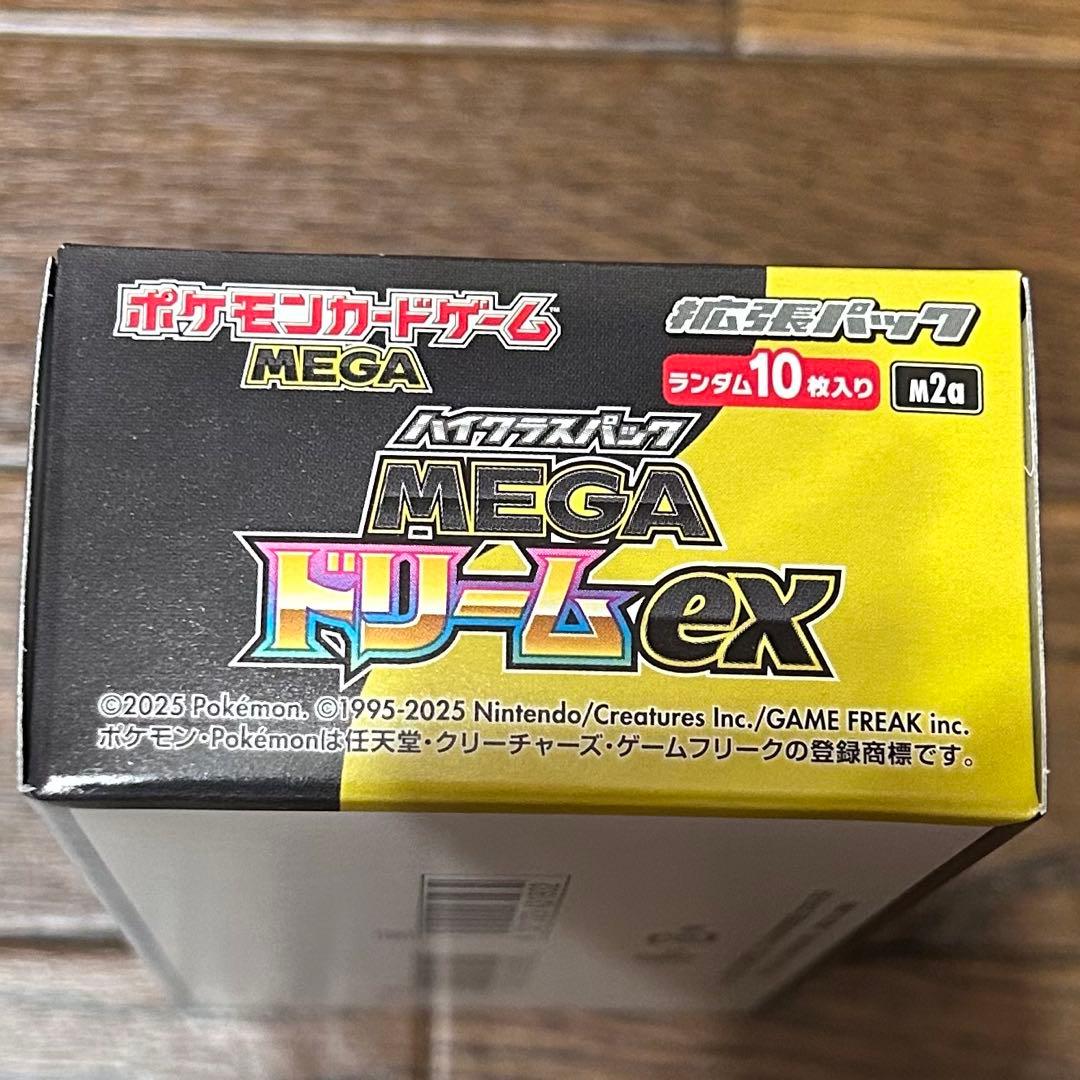 ポケモンカードゲーム™
MEGA
拡張パック
ランダム10枚入り
M2a
ハイクラスパック
MEGA
ドリームex
©2025 Pokémon. ©1995-2025 Nintendo/Creatures Inc./GAME FREAK inc.
ポケモン・Pokémonは任天堂・クリーチャーズ・ゲームフリークの登録商標です。